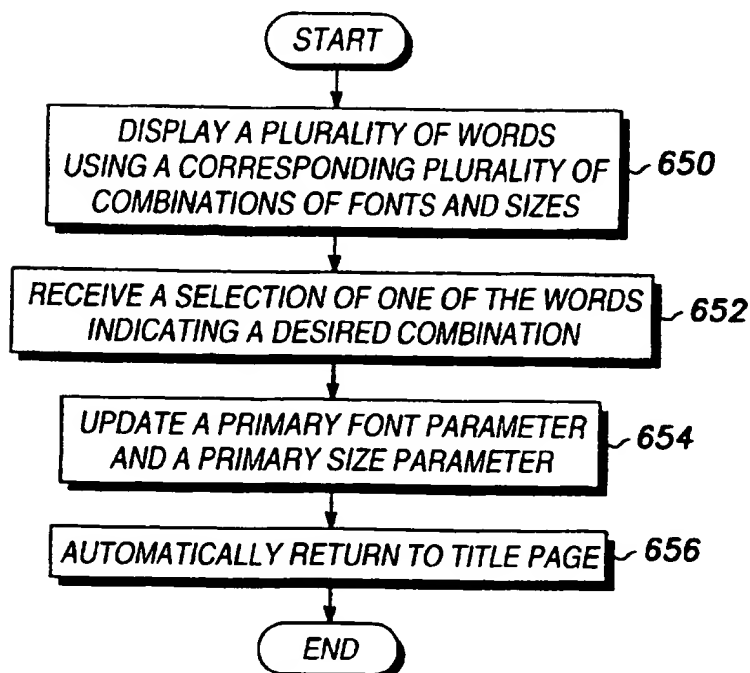 START
DISPLAY A PLURALITY OF WORDS
USING A CORRESPONDING PLURALITY OF
COMBINATIONS OF FONTS AND SIZES
650
RECEIVE A SELECTION OF ONE OF THE WORDS
INDICATING A DESIRED COMBINATION
652
UPDATE A PRIMARY FONT PARAMETER
AND A PRIMARY SIZE PARAMETER
654
AUTOMATICALLY RETURN TO TITLE PAGE
656
END